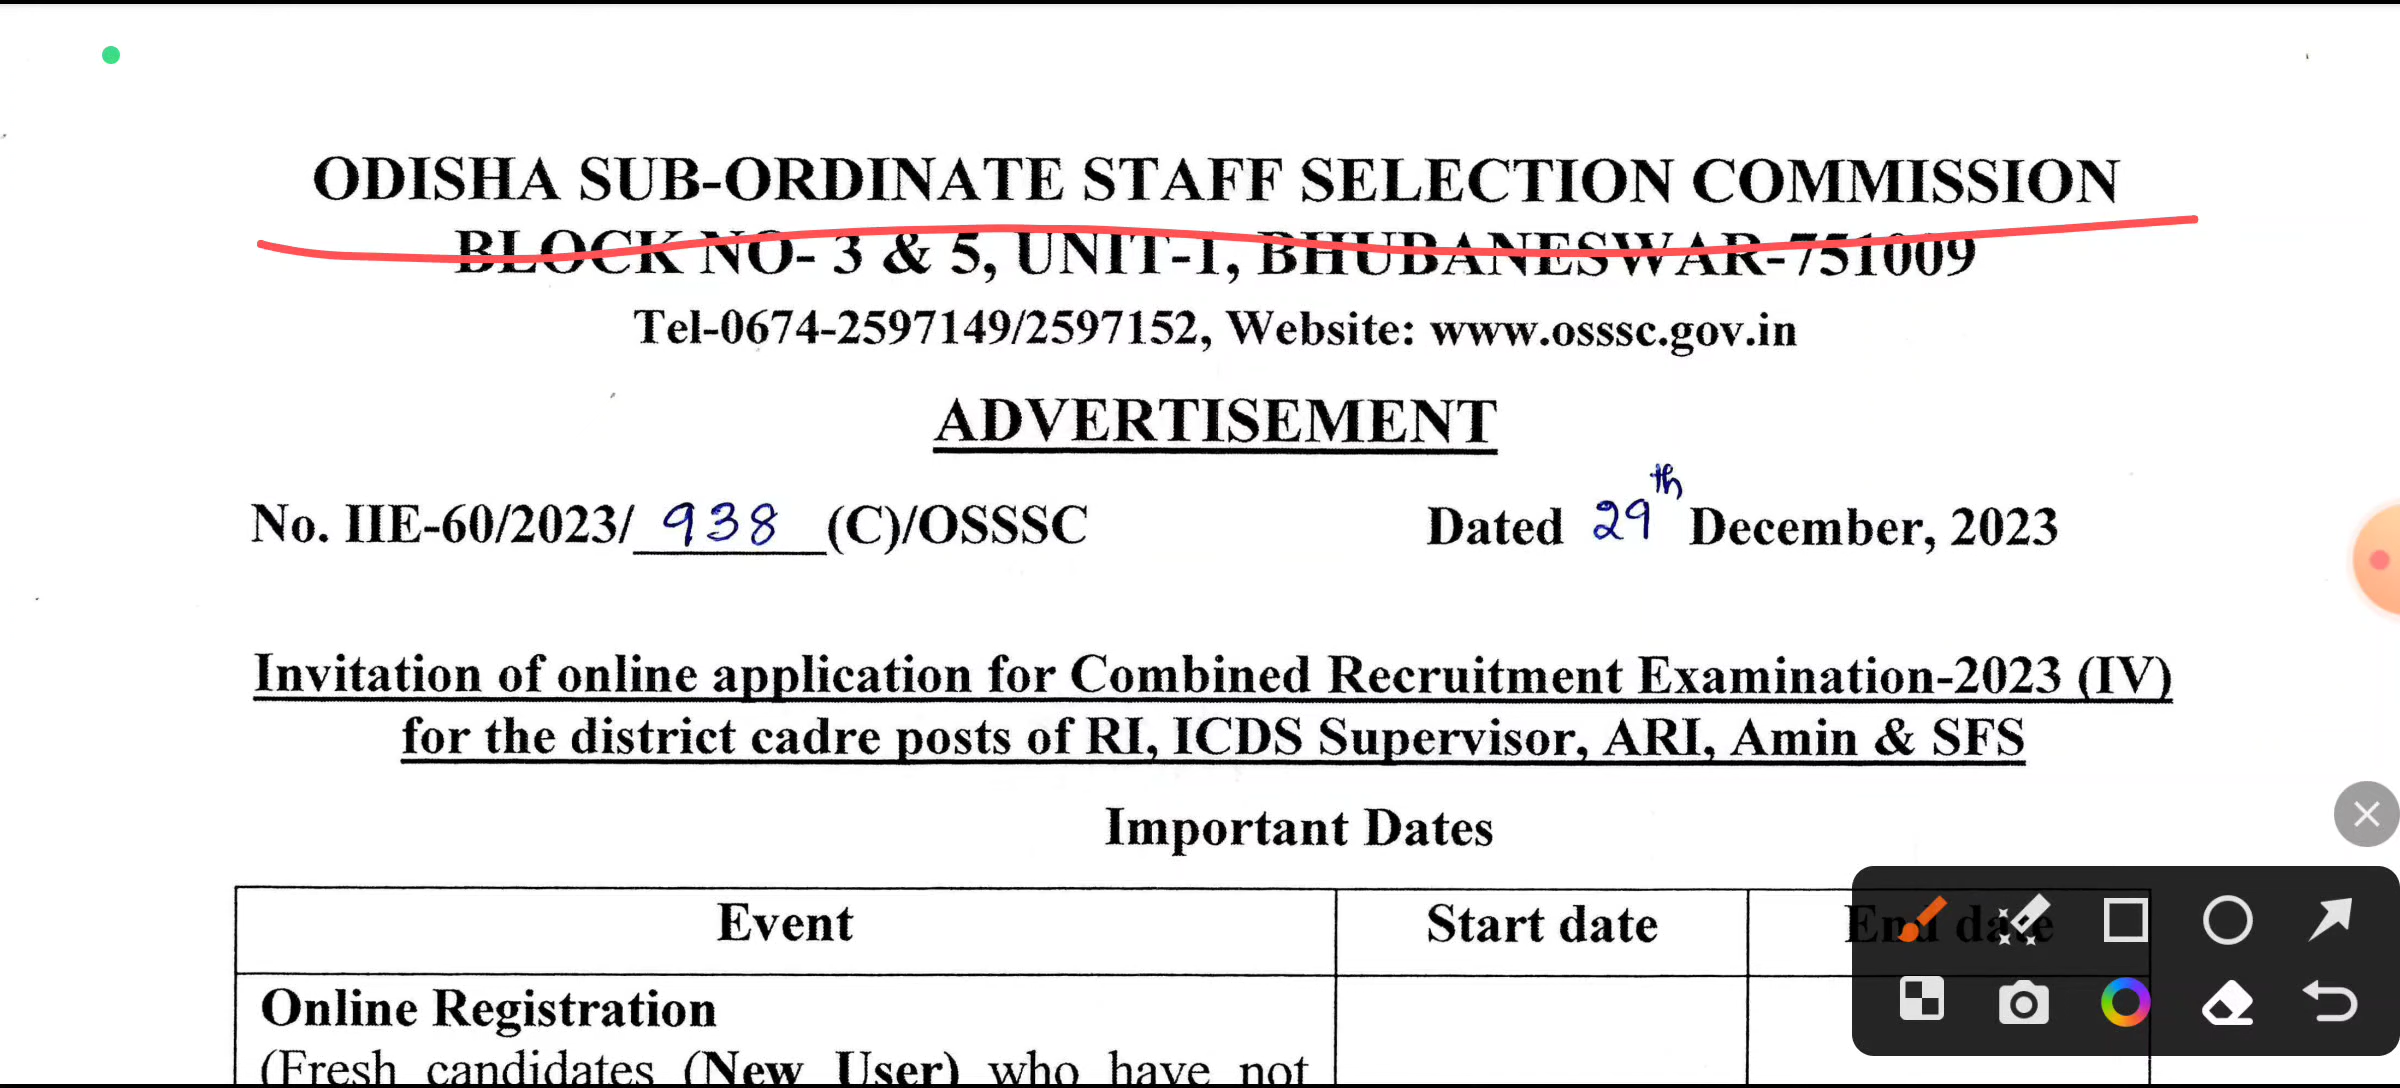 ODISHA SUB-ORDINATE STAFF SELECTION COMMISSION
BLOCK NO- 3 & 5, UNIT-1, BHUBANESWAR-751009
Tel-0674-2597149/2597152, Website: www.osssc.gov.in
ADVERTISEMENT
No. IIE-60/2023/ 938 (C)/OSSSC Dated 29th December, 2023
Invitation of online application for Combined Recruitment Examination-2023 (IV)
for the district cadre posts of RI, ICDS Supervisor, ARI, Amin & SFS
Important Dates
Event Start date End date
Online Registration
(Fresh candidates (New User) who have not